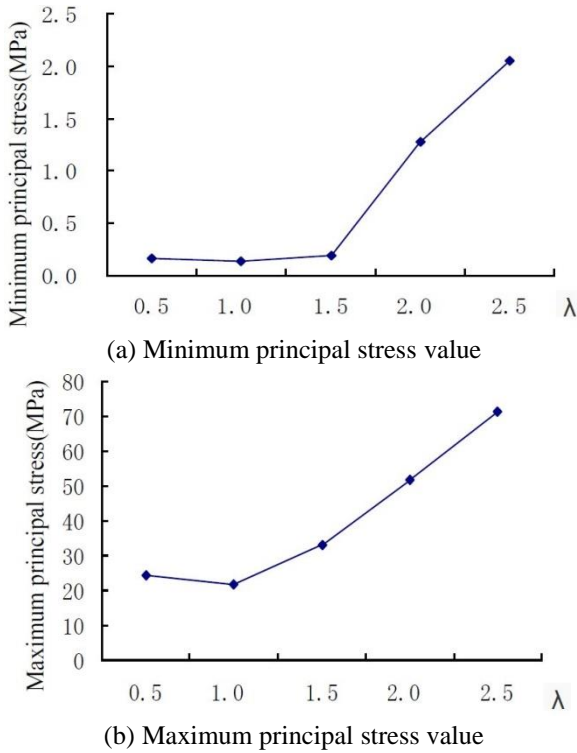 Minimum principal stress(MPa)
2.5
2.0
1.5
1.0
0.5
0.0
0.5 1.0 1.5 2.0 2.5 λ
(a) Minimum principal stress value
Maximum principal stress(MPa)
80
70
60
50
40
30
20
10
0
0.5 1.0 1.5 2.0 2.5 λ
(b) Maximum principal stress value